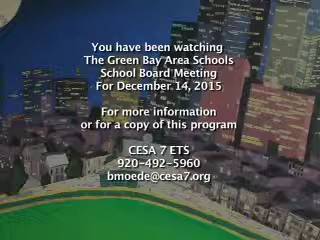 You have been watching
The Green Bay Area Schools
School Board Meeting
For December 14, 2015
For more information
or for a copy of this program
CESA 7 ETS
920-492-5960
bmoede@cesa7.org